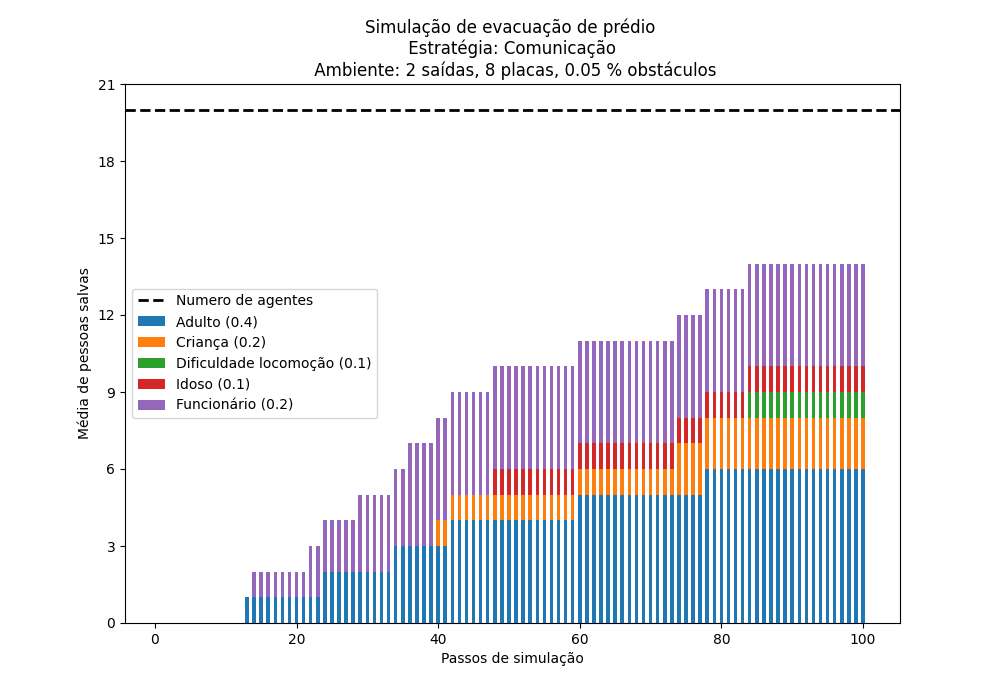 Simulação de evacuação de prédio
Estratégia: Comunicação
Ambiente: 2 saídas, 8 placas, 0.05 % obstáculos
21
18
15
12
9
6
3
0
Média de pessoas salvas
Numero de agentes
Adulto (0.4)
Criança (0.2)
Dificuldade locomoção (0.1)
Idoso (0.1)
Funcionário (0.2)
0 20 40 60 80 100
Passos de simulação